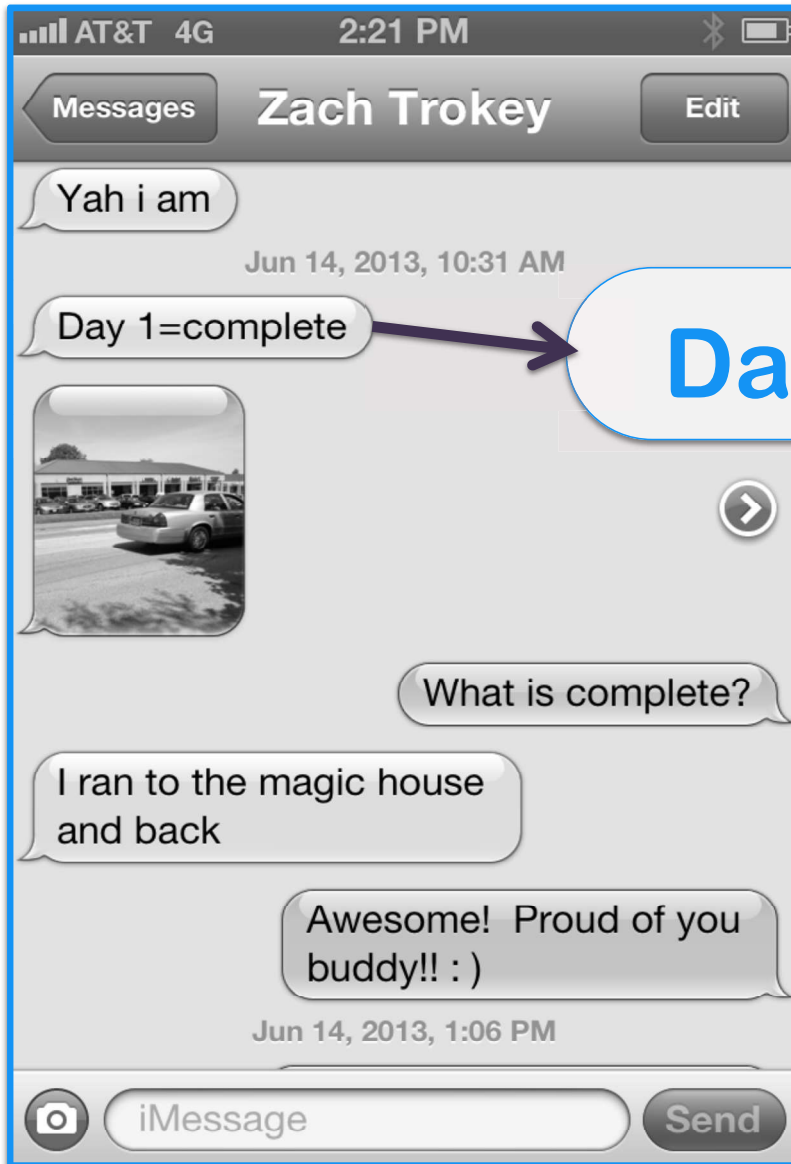 AT&T 4G 2:21 PM
Messages Zach Trokey Edit
Yah i am
Jun 14, 2013, 10:31 AM
Day 1=complete
Da
What is complete?
I ran to the magic house
and back
Awesome! Proud of you
buddy!! : )
Jun 14, 2013, 1:06 PM
iMessage Send